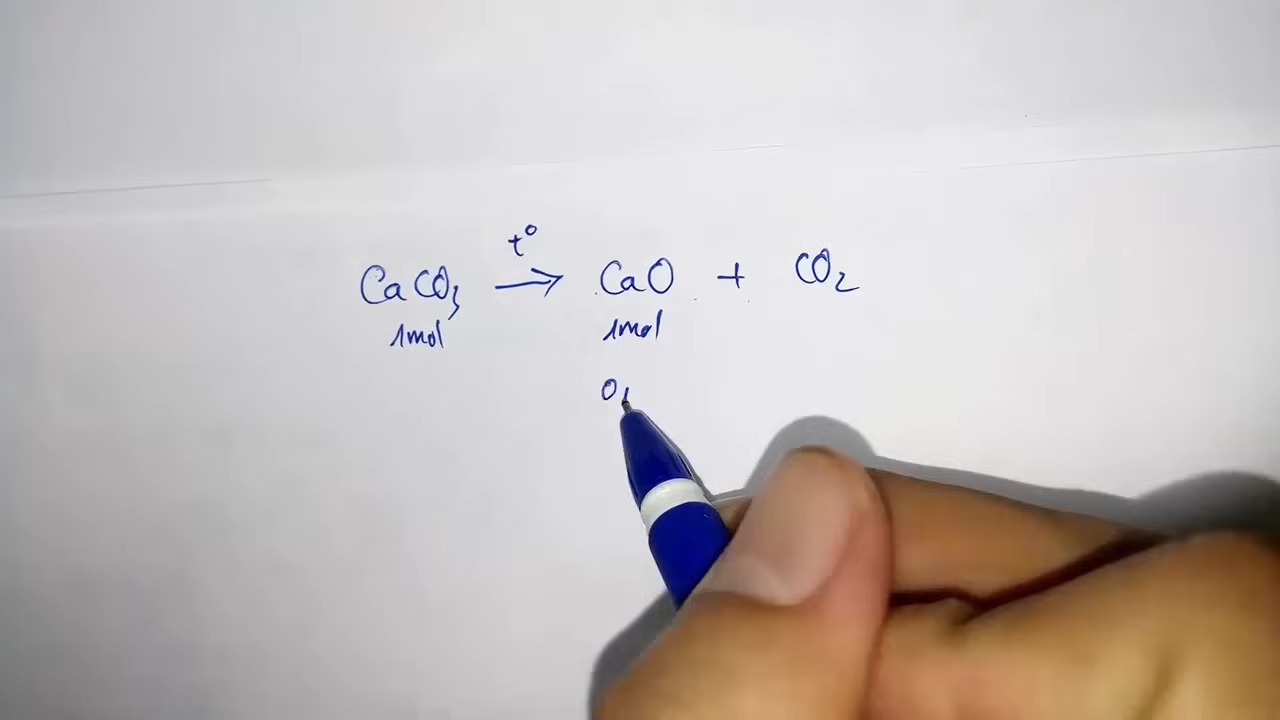 t°
CaCO₃ → CaO + CO₂
1mol 1mol
0,